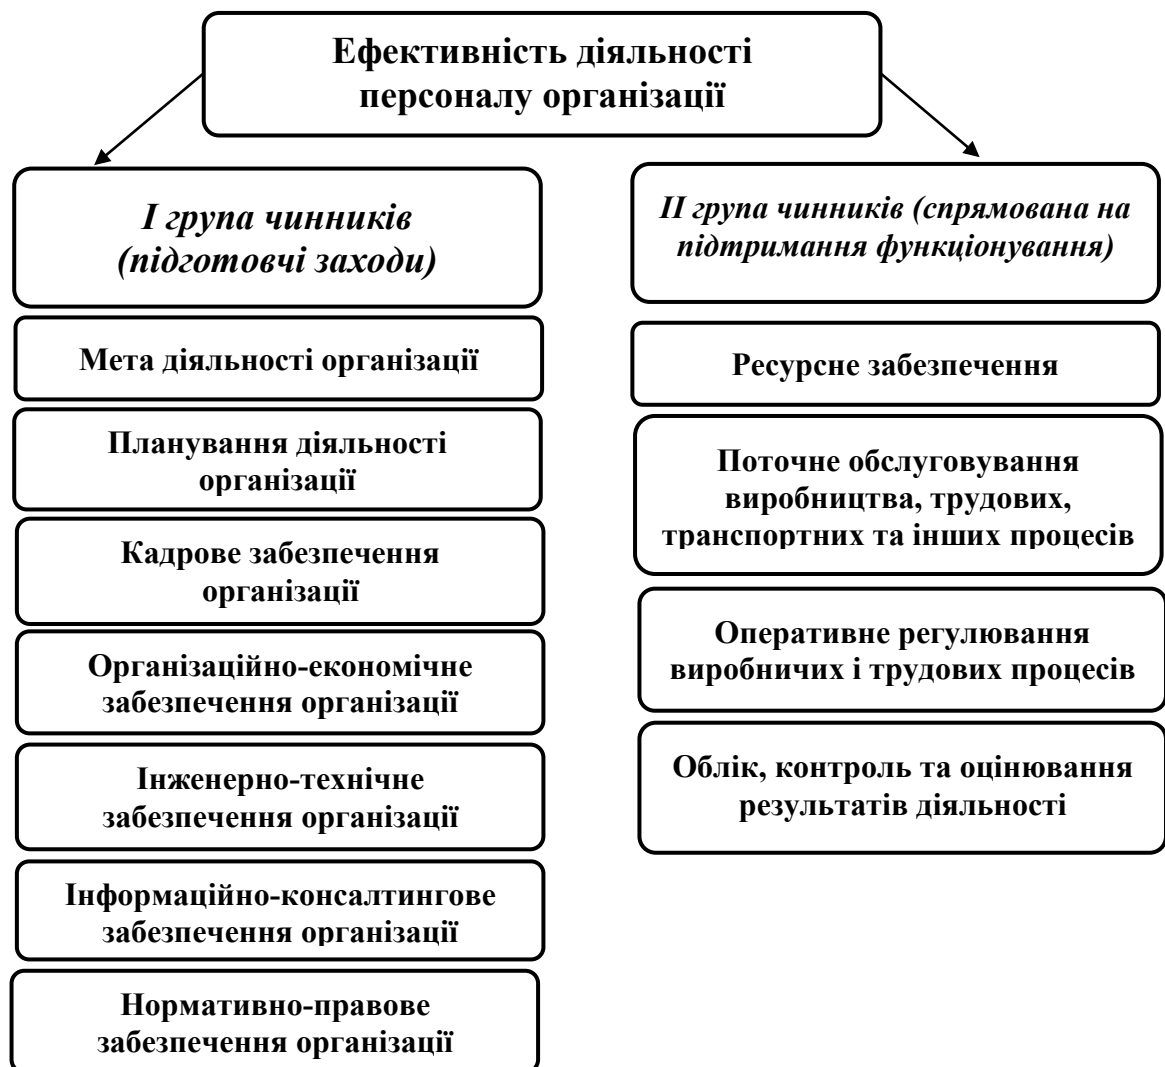 Ефективність діяльності
персоналу організації
І група чинників
(підготовчі заходи)
Мета діяльності організації
Планування діяльності
організації
Кадрове забезпечення
організації
Організаційно-економічне
забезпечення організації
Інженерно-технічне
забезпечення організації
Інформаційно-консалтингове
забезпечення організації
Нормативно-правове
забезпечення організації
ІІ група чинників (спрямована на
підтримання функціонування)
Ресурсне забезпечення
Поточне обслуговування
виробництва, трудових,
транспортних та інших процесів
Оперативне регулювання
виробничих і трудових процесів
Облік, контроль та оцінювання
результатів діяльності